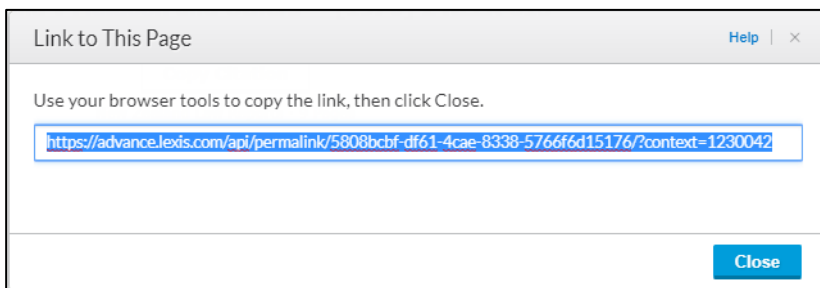 Link to This Page
Help | ×
Use your browser tools to copy the link, then click Close.
https://advance.lexis.com/api/permalink/5808bcbf-df61-4cae-8338-5766f6d15176/?context=1230042
Close